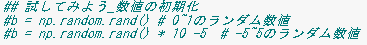 ## 試してみよう_数値の初期化
#b = np.random.rand() # 0~1のランダム数値
#b = np.random.rand() * 10 -5  # -5~5のランダム数値